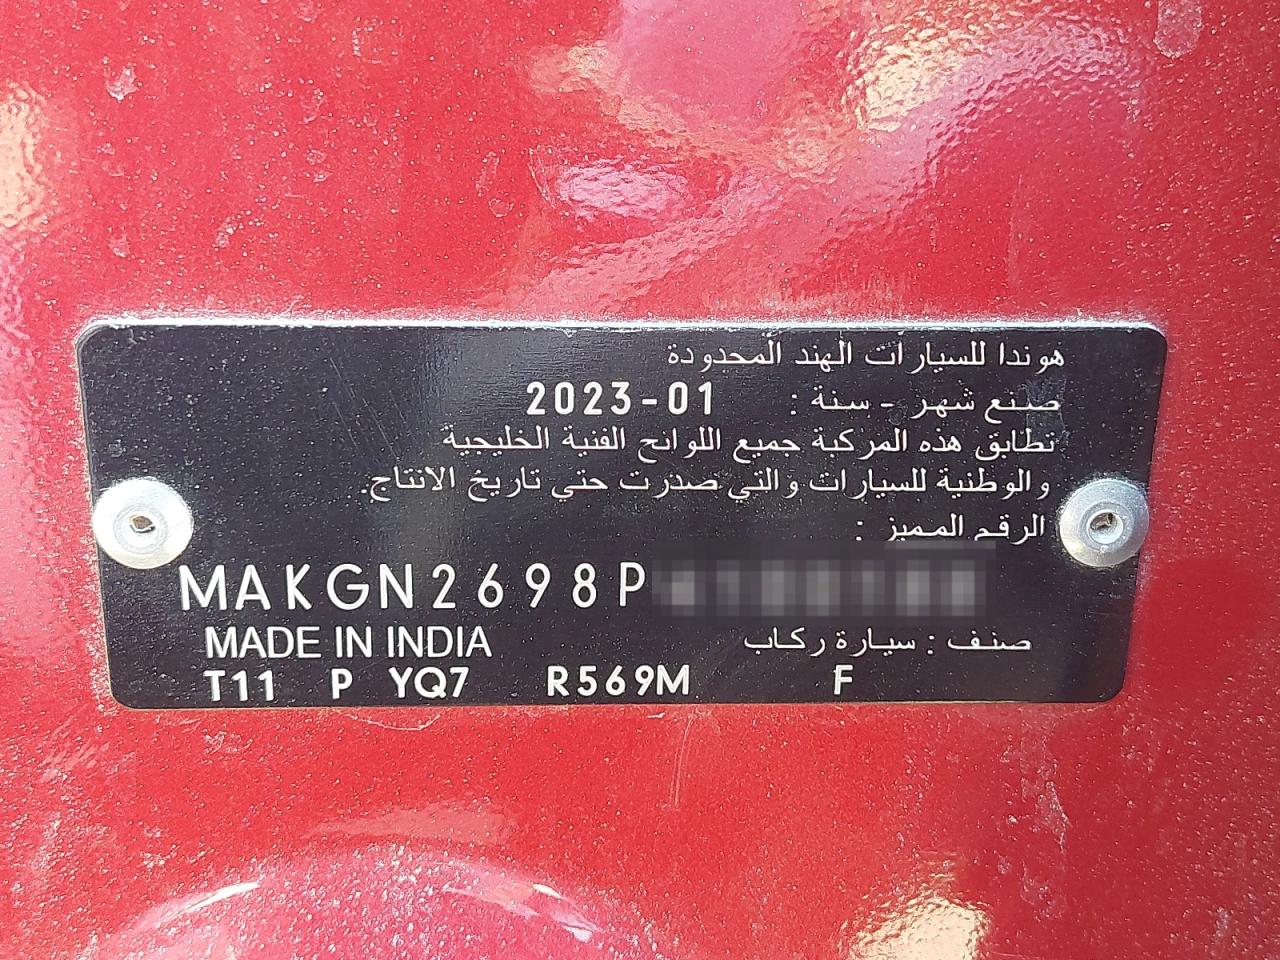 هوندا للسيارات الهند المحدودة
صنع شهر - سنة : 2023-01
تطابق هذه المركبة جميع اللوائح الفنية الخليجية
والوطنية للسيارات والتي صدرت حتي تاريخ الانتاج.
الرقم المميز :
MAKGN2698P
MADE IN INDIA صنف : سيارة ركاب
T11 P YQ7 R569M F